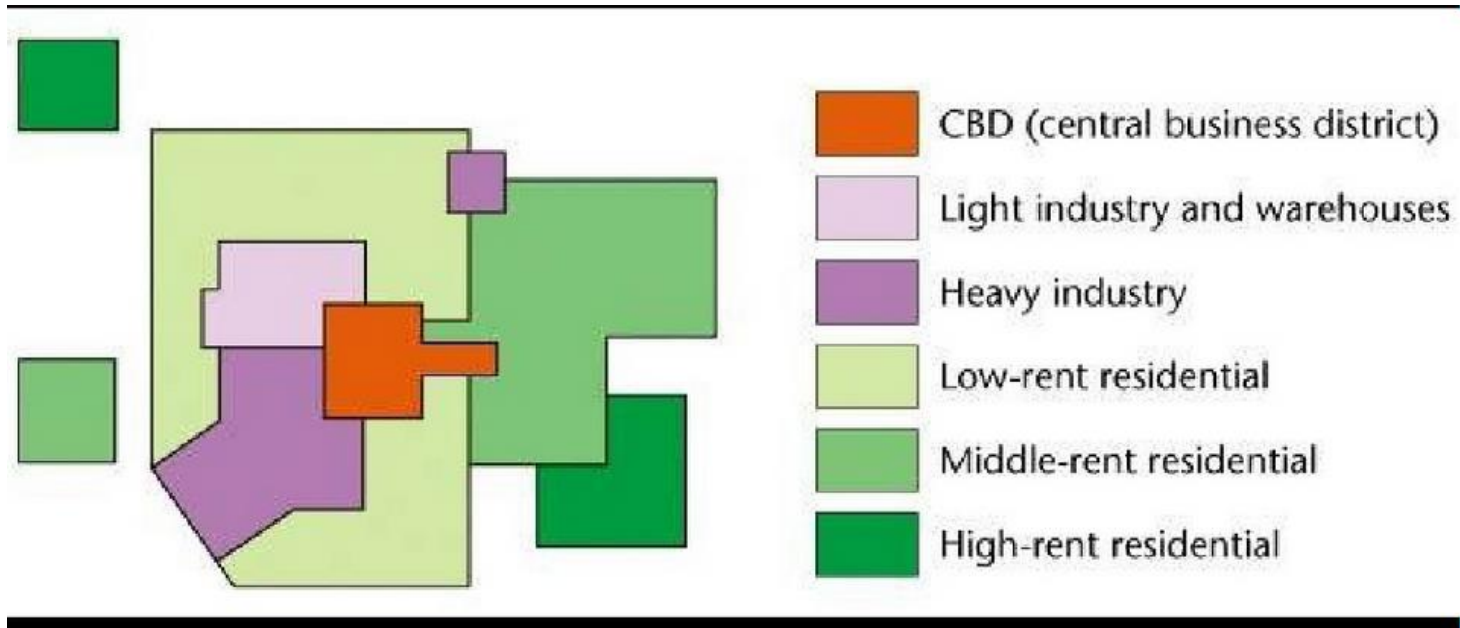 CBD (central business district)
Light industry and warehouses
Heavy industry
Low-rent residential
Middle-rent residential
High-rent residential